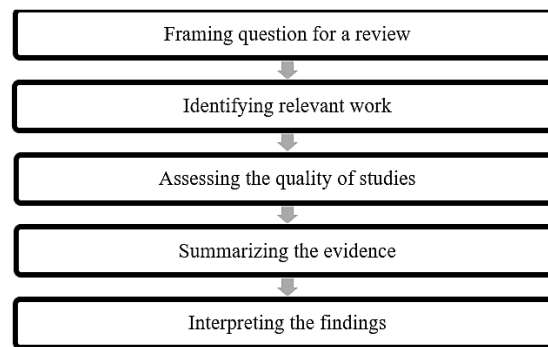 Framing question for a review
Identifying relevant work
Assessing the quality of studies
Summarizing the evidence
Interpreting the findings